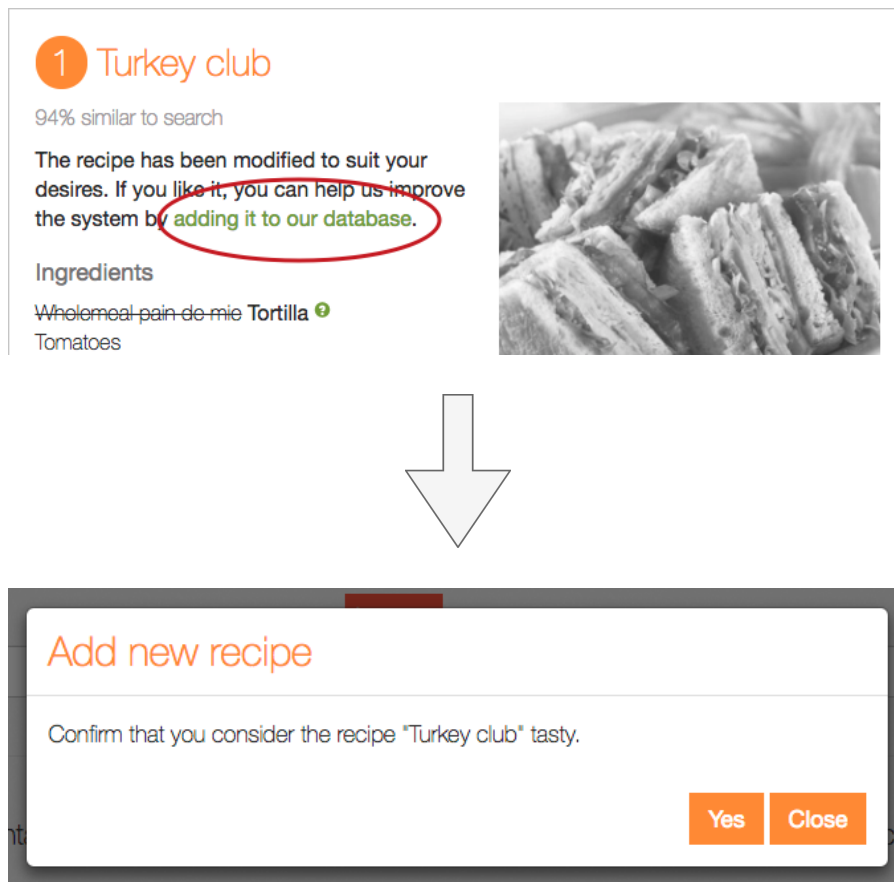 1 Turkey club
94% similar to search
The recipe has been modified to suit your
desires. If you like it, you can help us improve
the system by adding it to our database.
Ingredients
Wholemeal pain de mie Tortilla ?
Tomatoes
Add new recipe
Confirm that you consider the recipe "Turkey club" tasty.
Yes Close